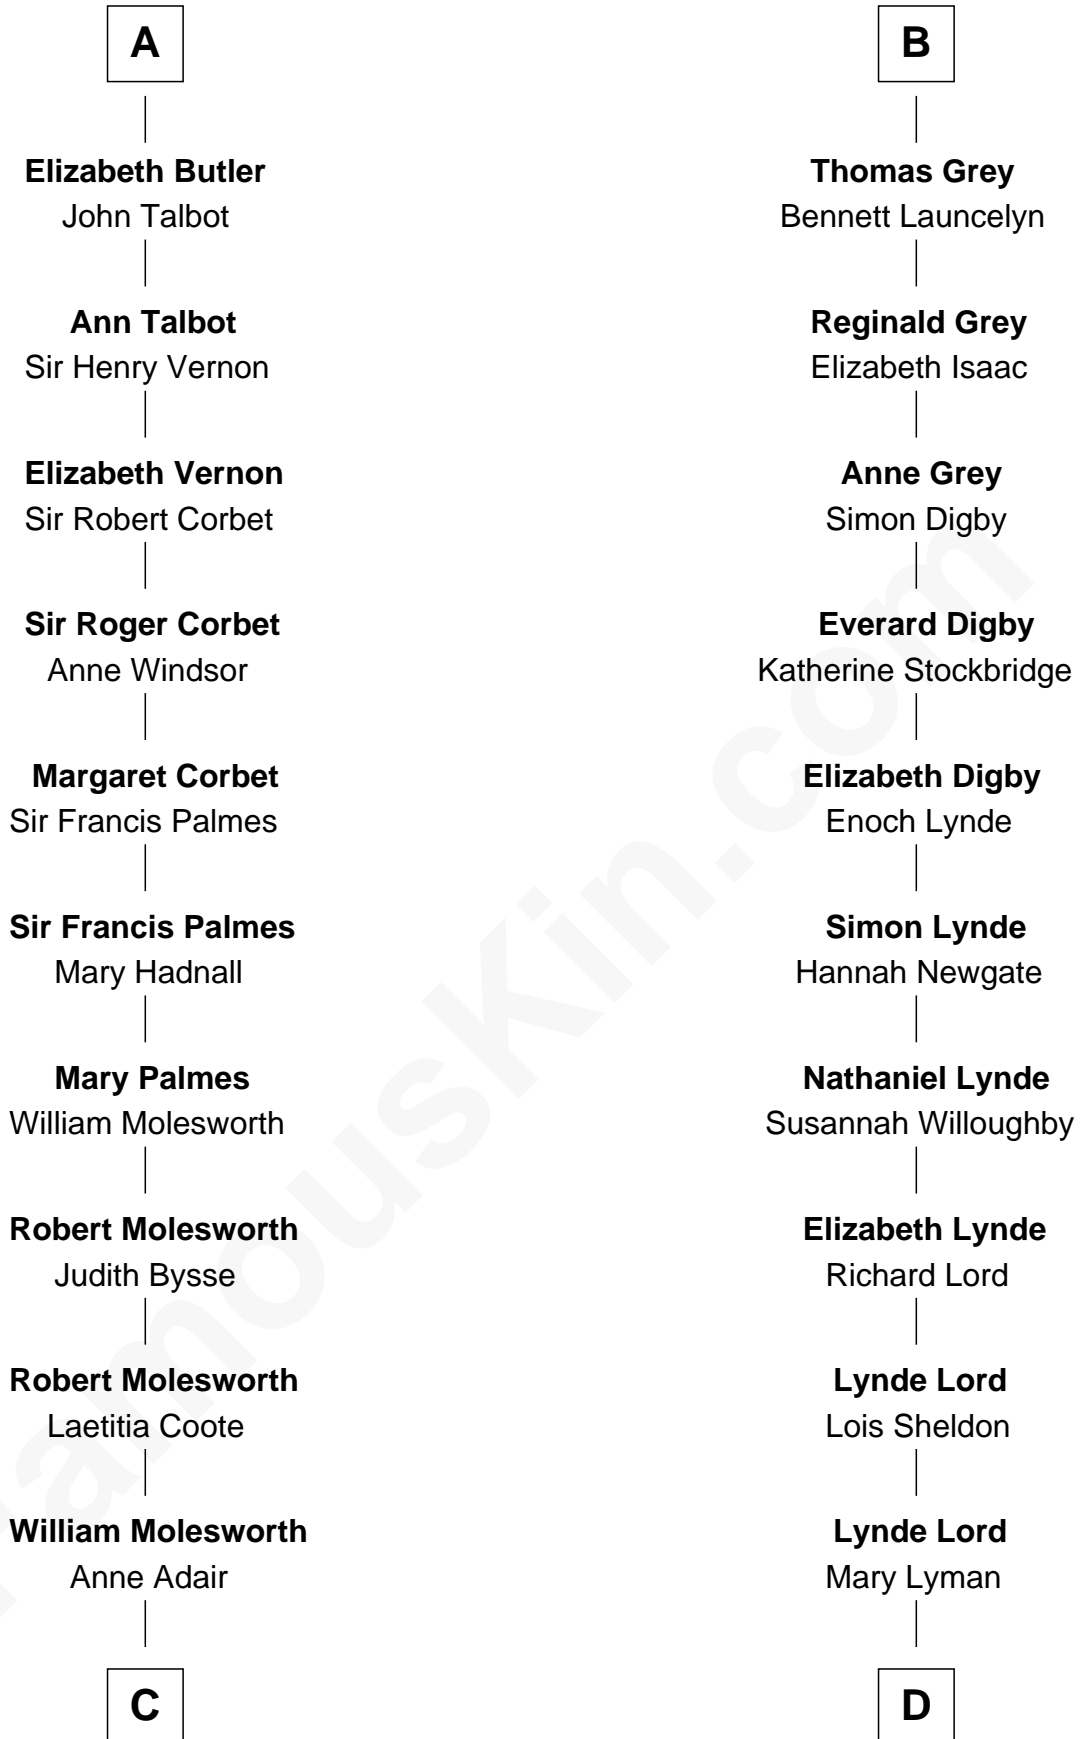 A
Elizabeth Butler
John Talbot
Ann Talbot
Sir Henry Vernon
Elizabeth Vernon
Sir Robert Corbet
Sir Roger Corbet
Anne Windsor
Margaret Corbet
Sir Francis Palmes
Sir Francis Palmes
Mary Hadnall
Mary Palmes
William Molesworth
Robert Molesworth
Judith Bysse
Robert Molesworth
Laetitia Coote
William Molesworth
Anne Adair
C
B
Thomas Grey
Bennett Launcelyn
Reginald Grey
Elizabeth Isaac
Anne Grey
Simon Digby
Everard Digby
Katherine Stockbridge
Elizabeth Digby
Enoch Lynde
Simon Lynde
Hannah Newgate
Nathaniel Lynde
Susannah Willoughby
Elizabeth Lynde
Richard Lord
Lynde Lord
Lois Sheldon
Lynde Lord
Mary Lyman
D
FamousKin.com